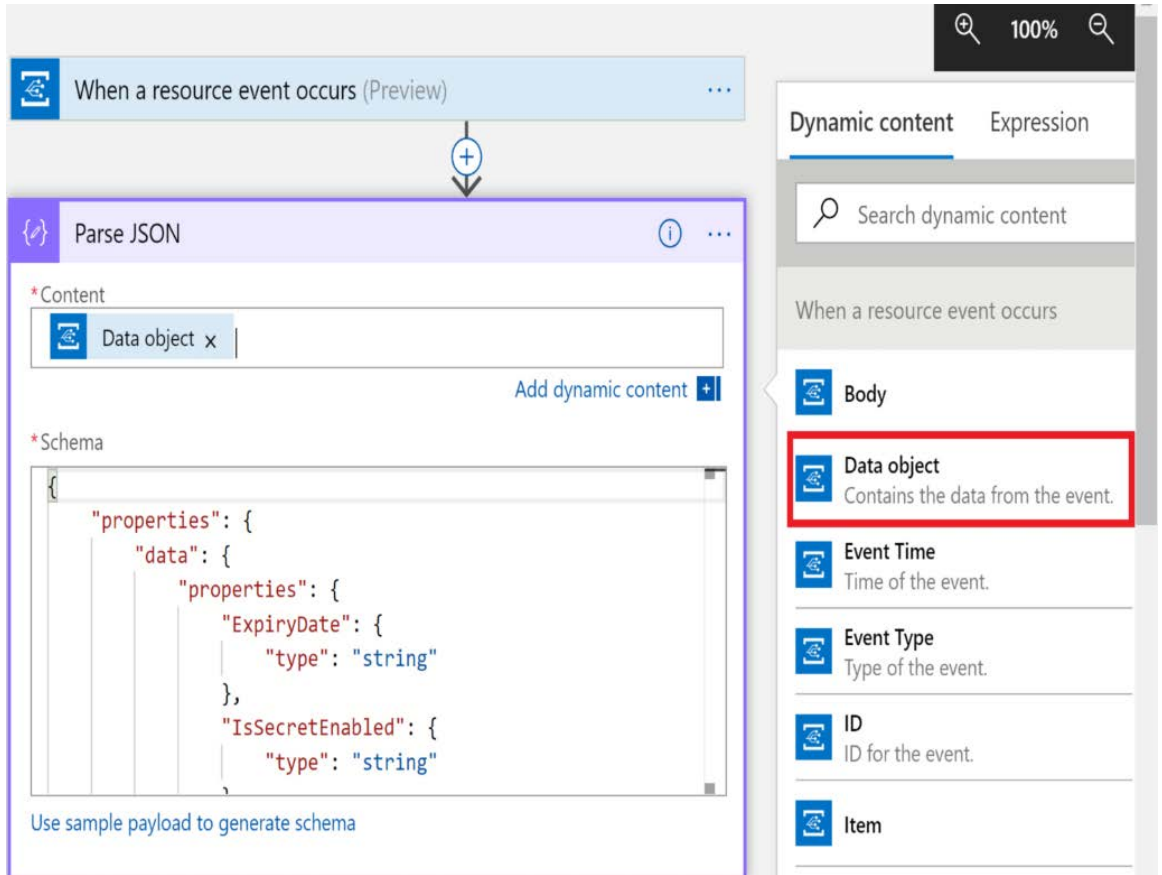 100%
When a resource event occurs (Preview)
Dynamic content Expression
Parse JSON
Search dynamic content
*Content
Data object x
Add dynamic content
When a resource event occurs
Body
*Schema
{
"properties": {
"data": {
"properties": {
"ExpiryDate": {
"type": "string"
},
"IsSecretEnabled": {
"type": "string"
Use sample payload to generate schema
Data object
Contains the data from the event.
Event Time
Time of the event.
Event Type
Type of the event.
ID
ID for the event.
Item